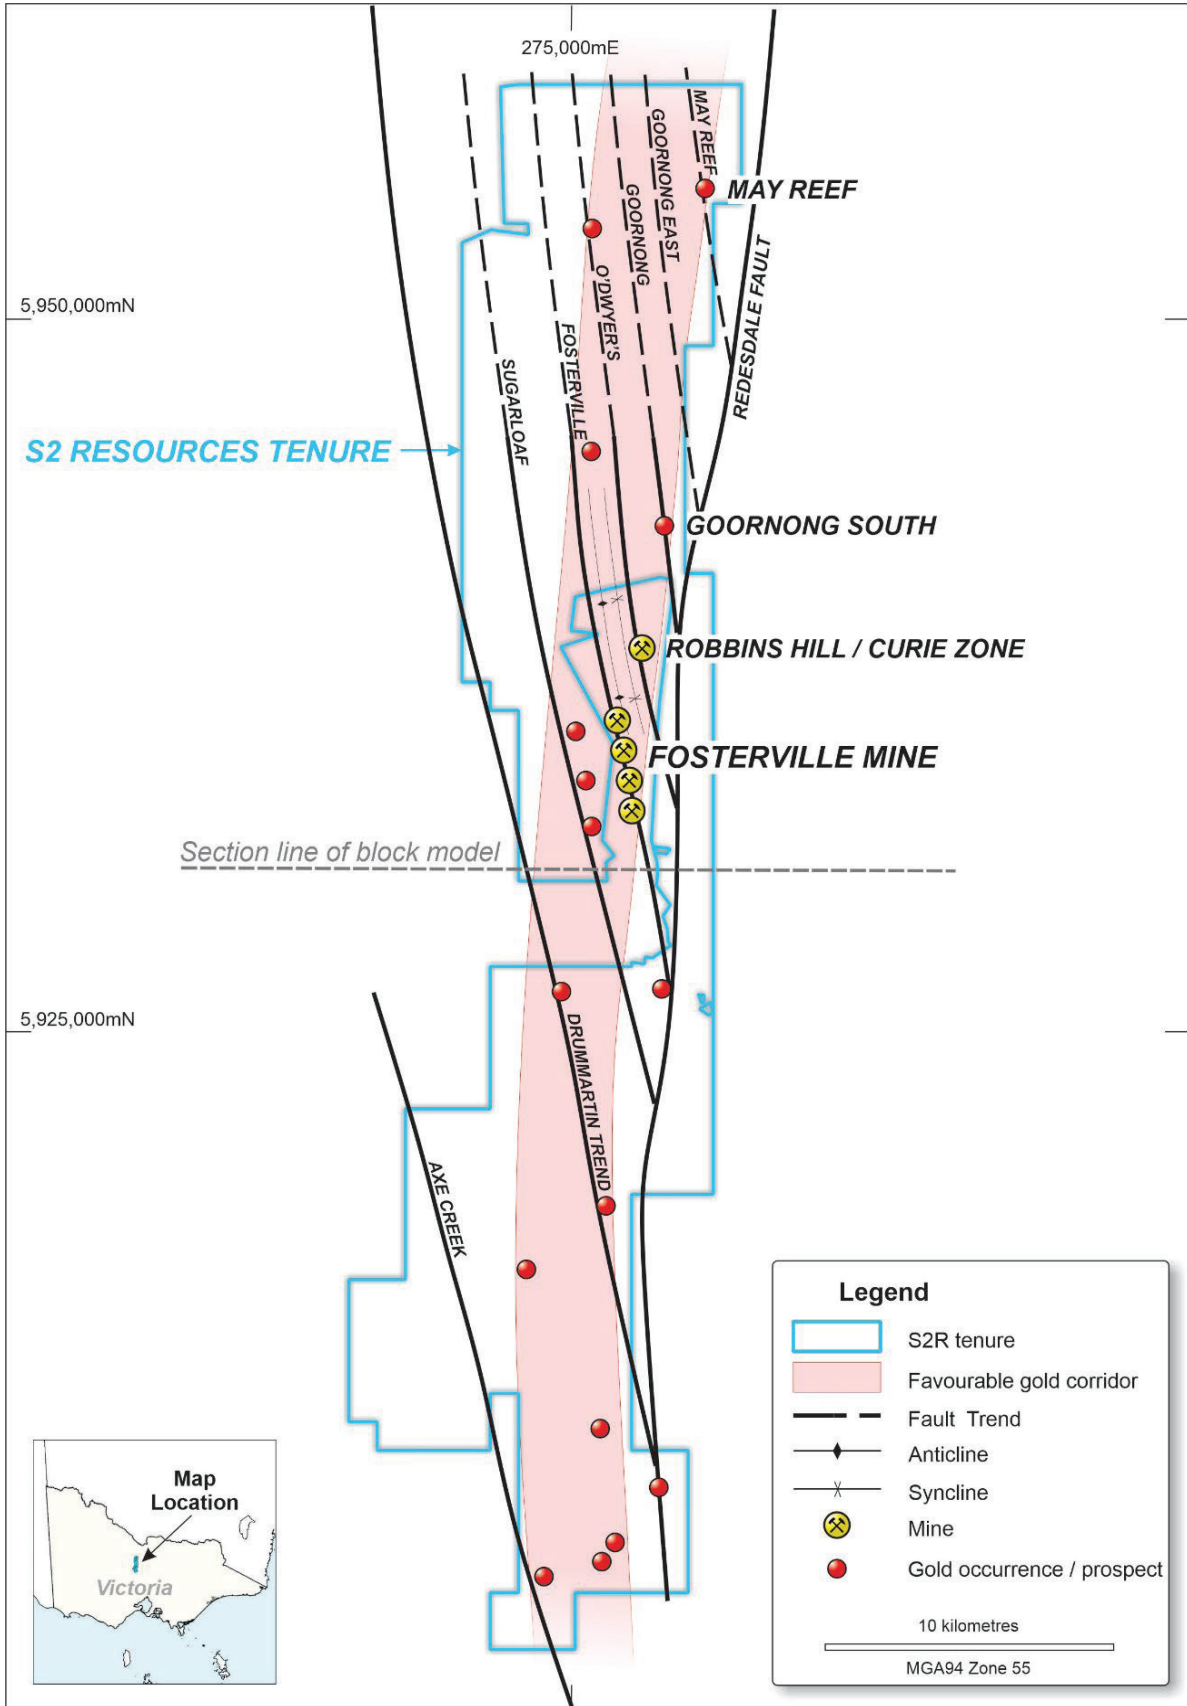 275,000mE
MAY REEF
GOORNONG EAST
GOORNONG
MAY REEF
O'DWYER'S
REDESDALE FAULT
5,950,000mN
FOSTERVILLE
SUGARLOAF
S2 RESOURCES TENURE
GOORNONG SOUTH
ROBBINS HILL / CURIE ZONE
FOSTERVILLE MINE
Section line of block model
5,925,000mN
DRUMMARTIN TREND
AXE CREEK
Legend
S2R tenure
Favourable gold corridor
Fault Trend
Anticline
Syncline
Mine
Gold occurrence / prospect
10 kilometres
MGA94 Zone 55
Map
Location
Victoria